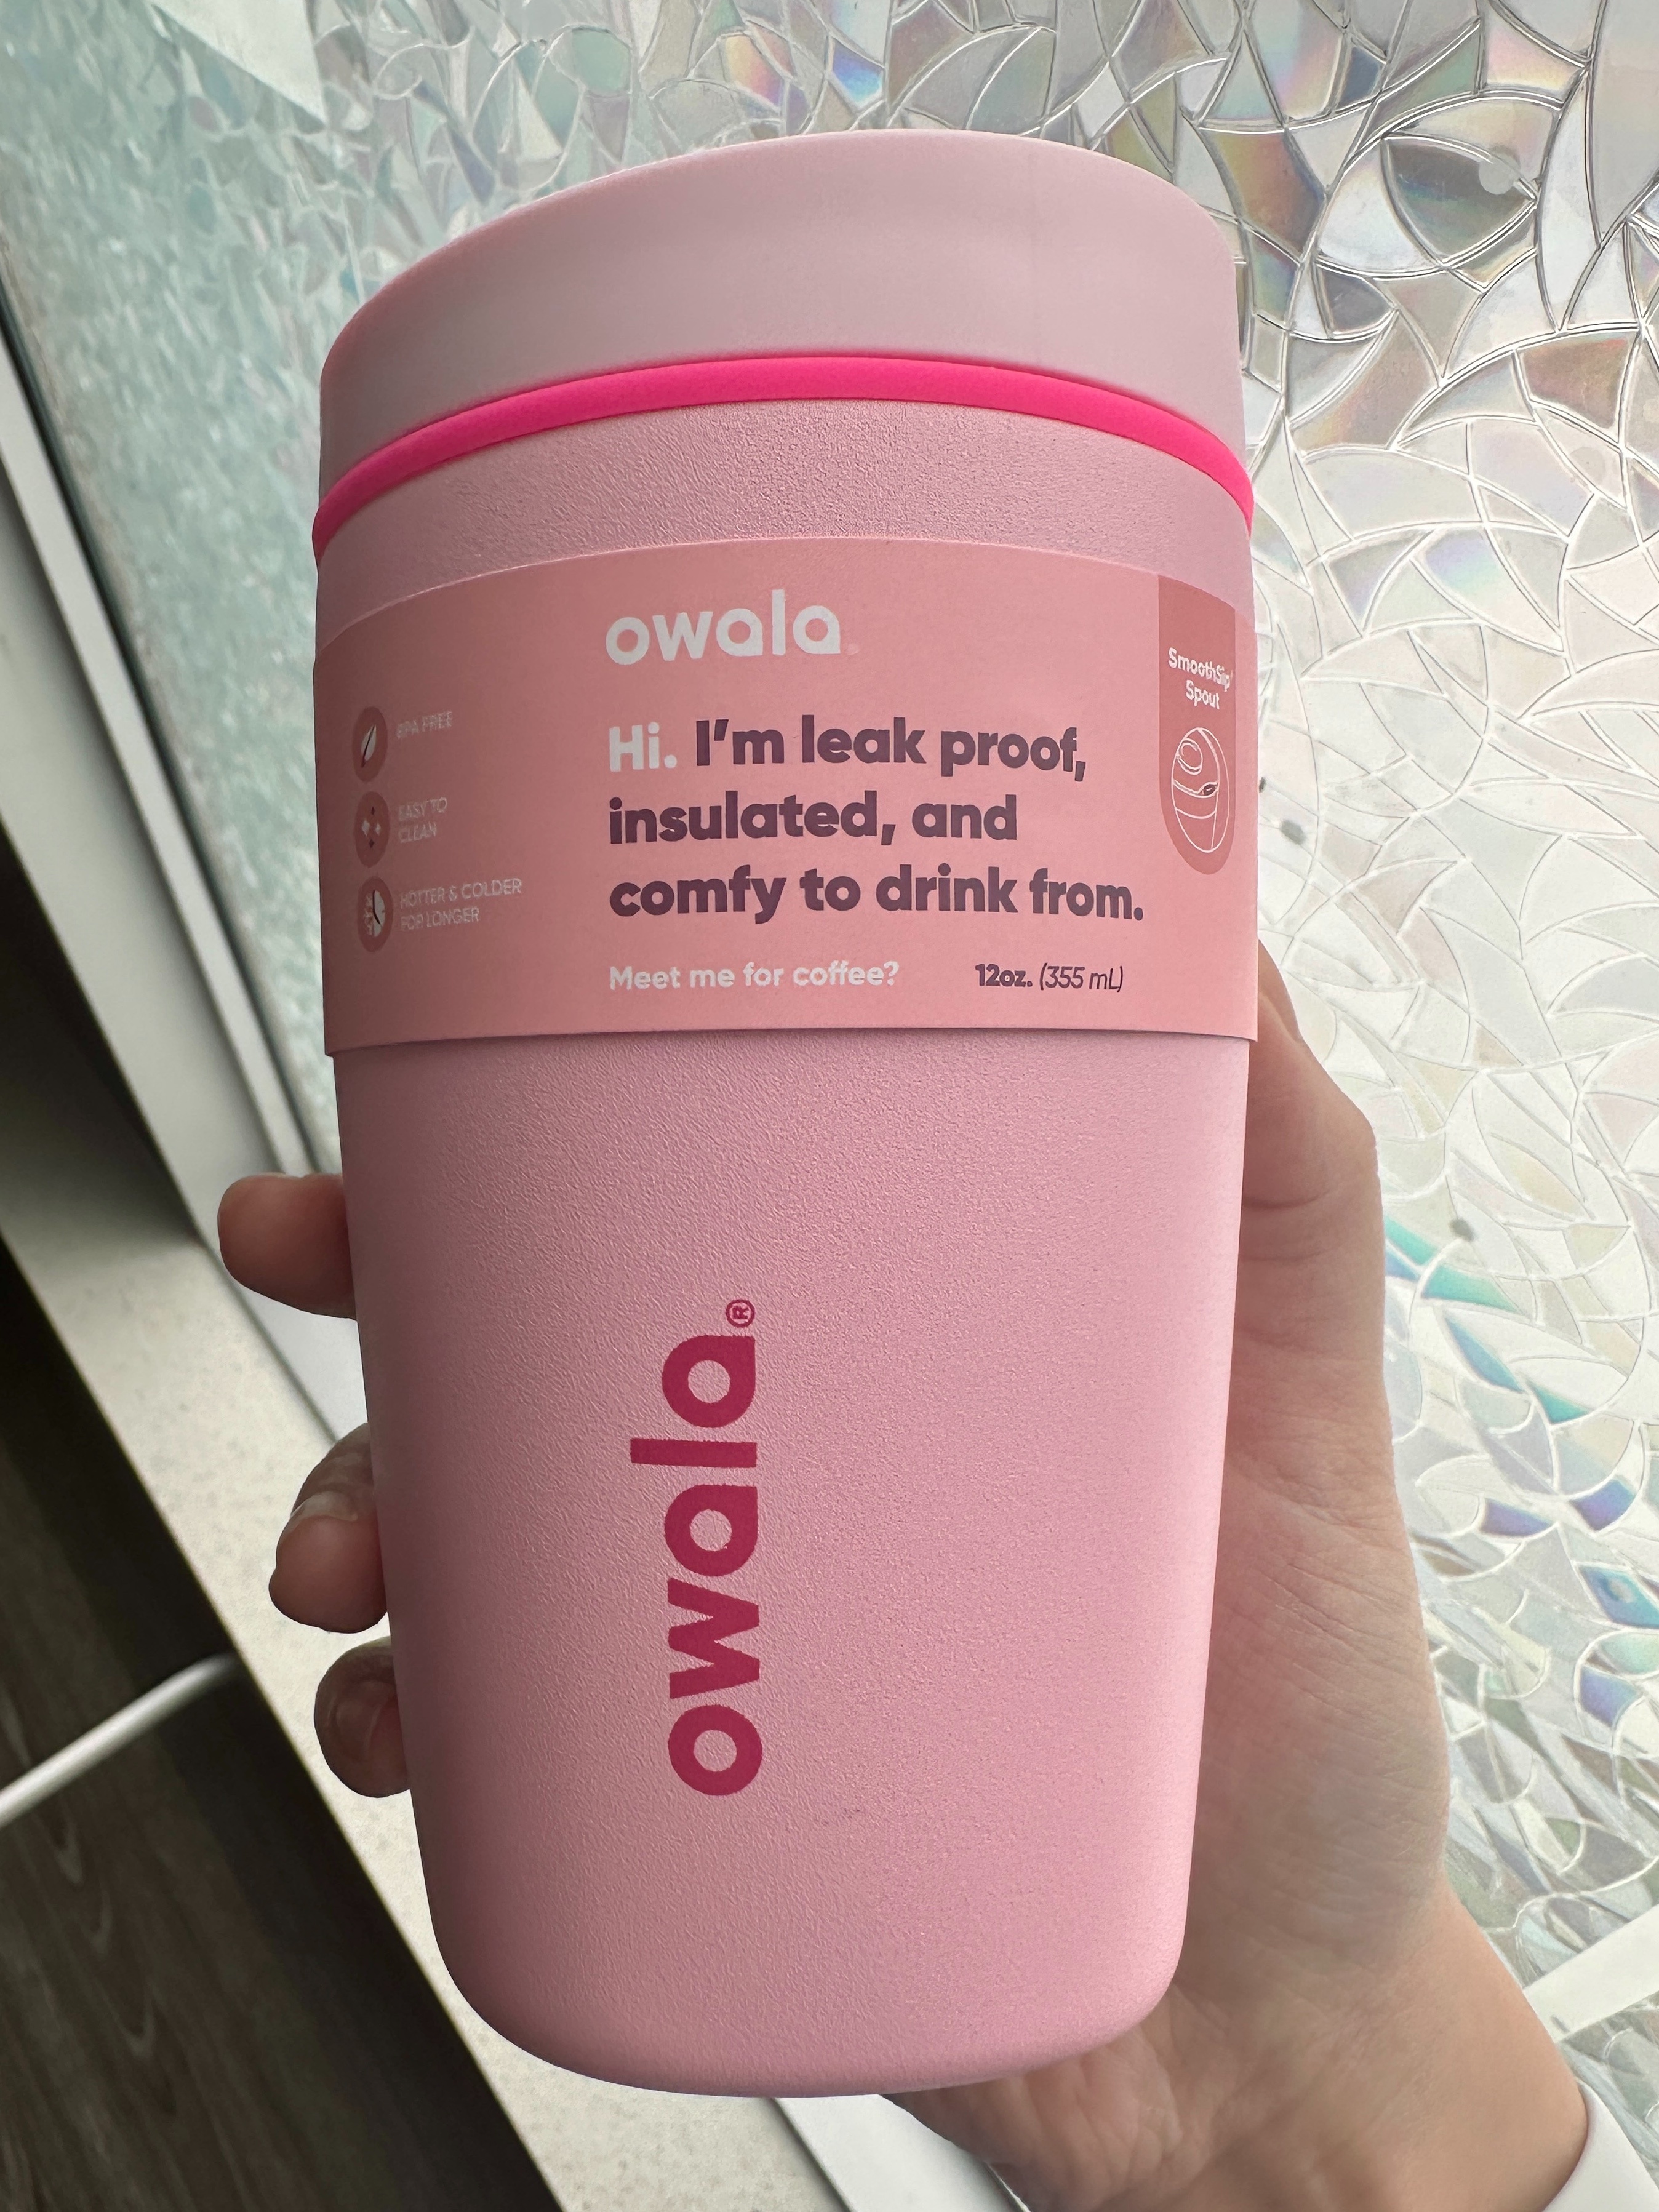 owala
SmoothSip
Spout
BPA FREE
EASY TO
CLEAN
HOTTER & COLDER
FOR LONGER
Hi. I'm leak proof,
insulated, and
comfy to drink from.
Meet me for coffee? 12oz. (355 mL)
owala®